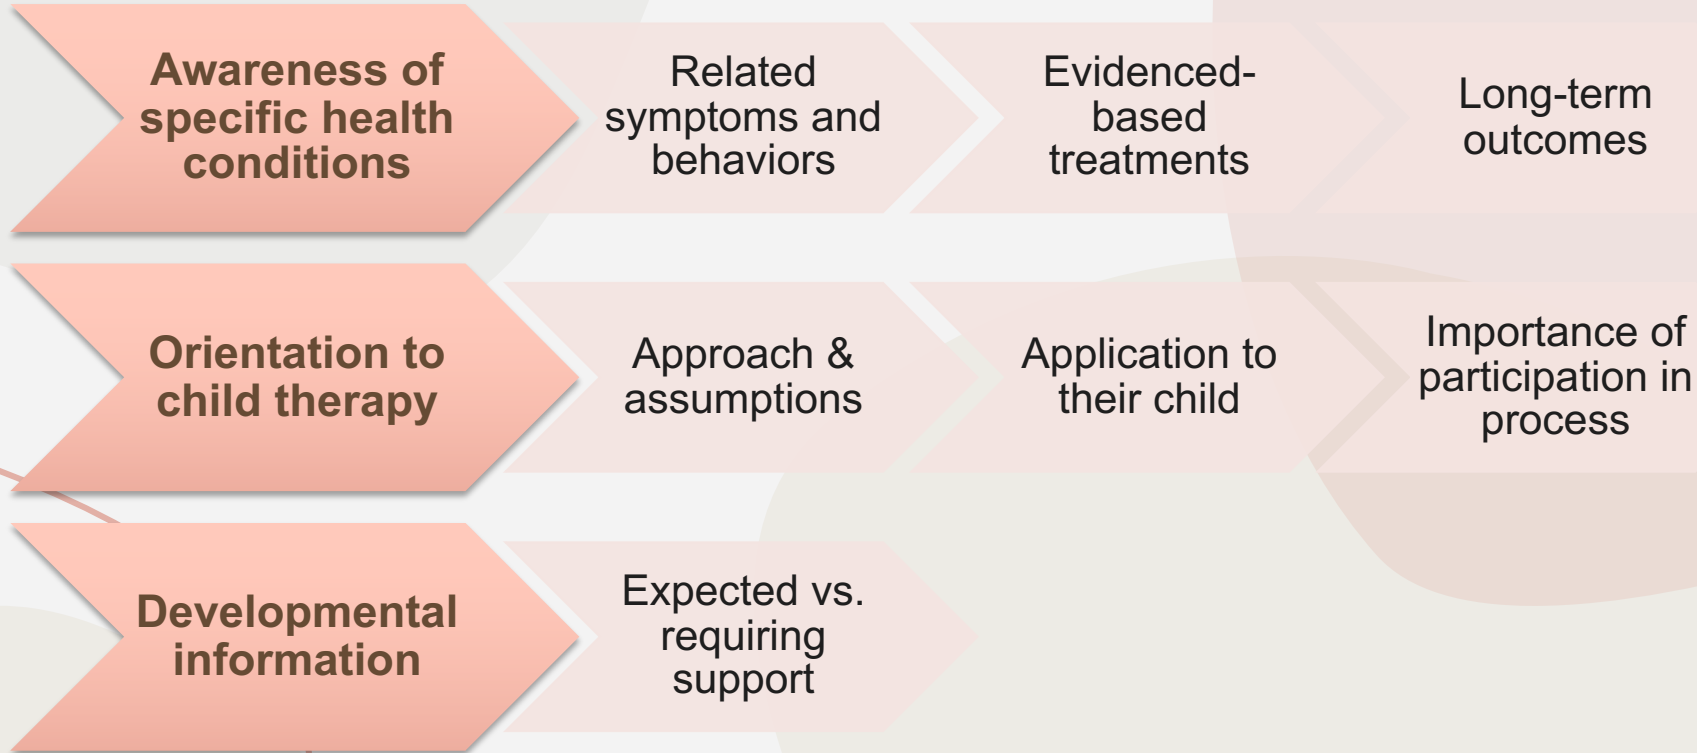 Awareness of
specific health
conditions
Related
symptoms and
behaviors
Evidenced-
based
treatments
Long-term
outcomes
Orientation to
child therapy
Approach &
assumptions
Application to
their child
Importance of
participation in
process
Developmental
information
Expected vs.
requiring
support